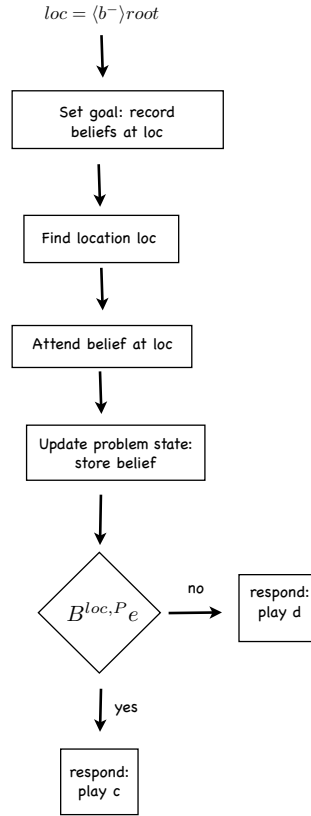 loc = ⟨b⁻⟩root
Set goal: record
beliefs at loc
Find location loc
Attend belief at loc
Update problem state:
store belief
B^{loc,P}e
no
respond:
play d
yes
respond:
play c